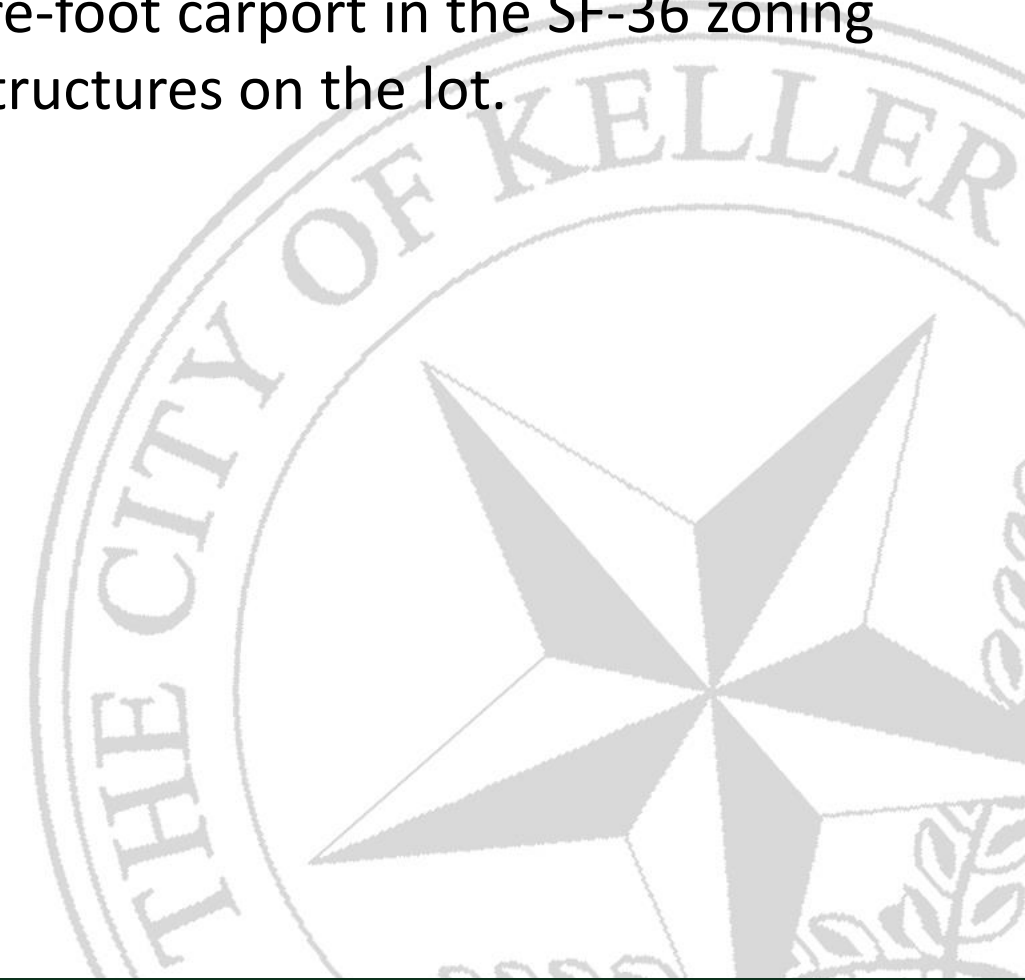 re-foot carport in the SF-36 zoning
tructures on the lot.
THE CITY OF KELLER